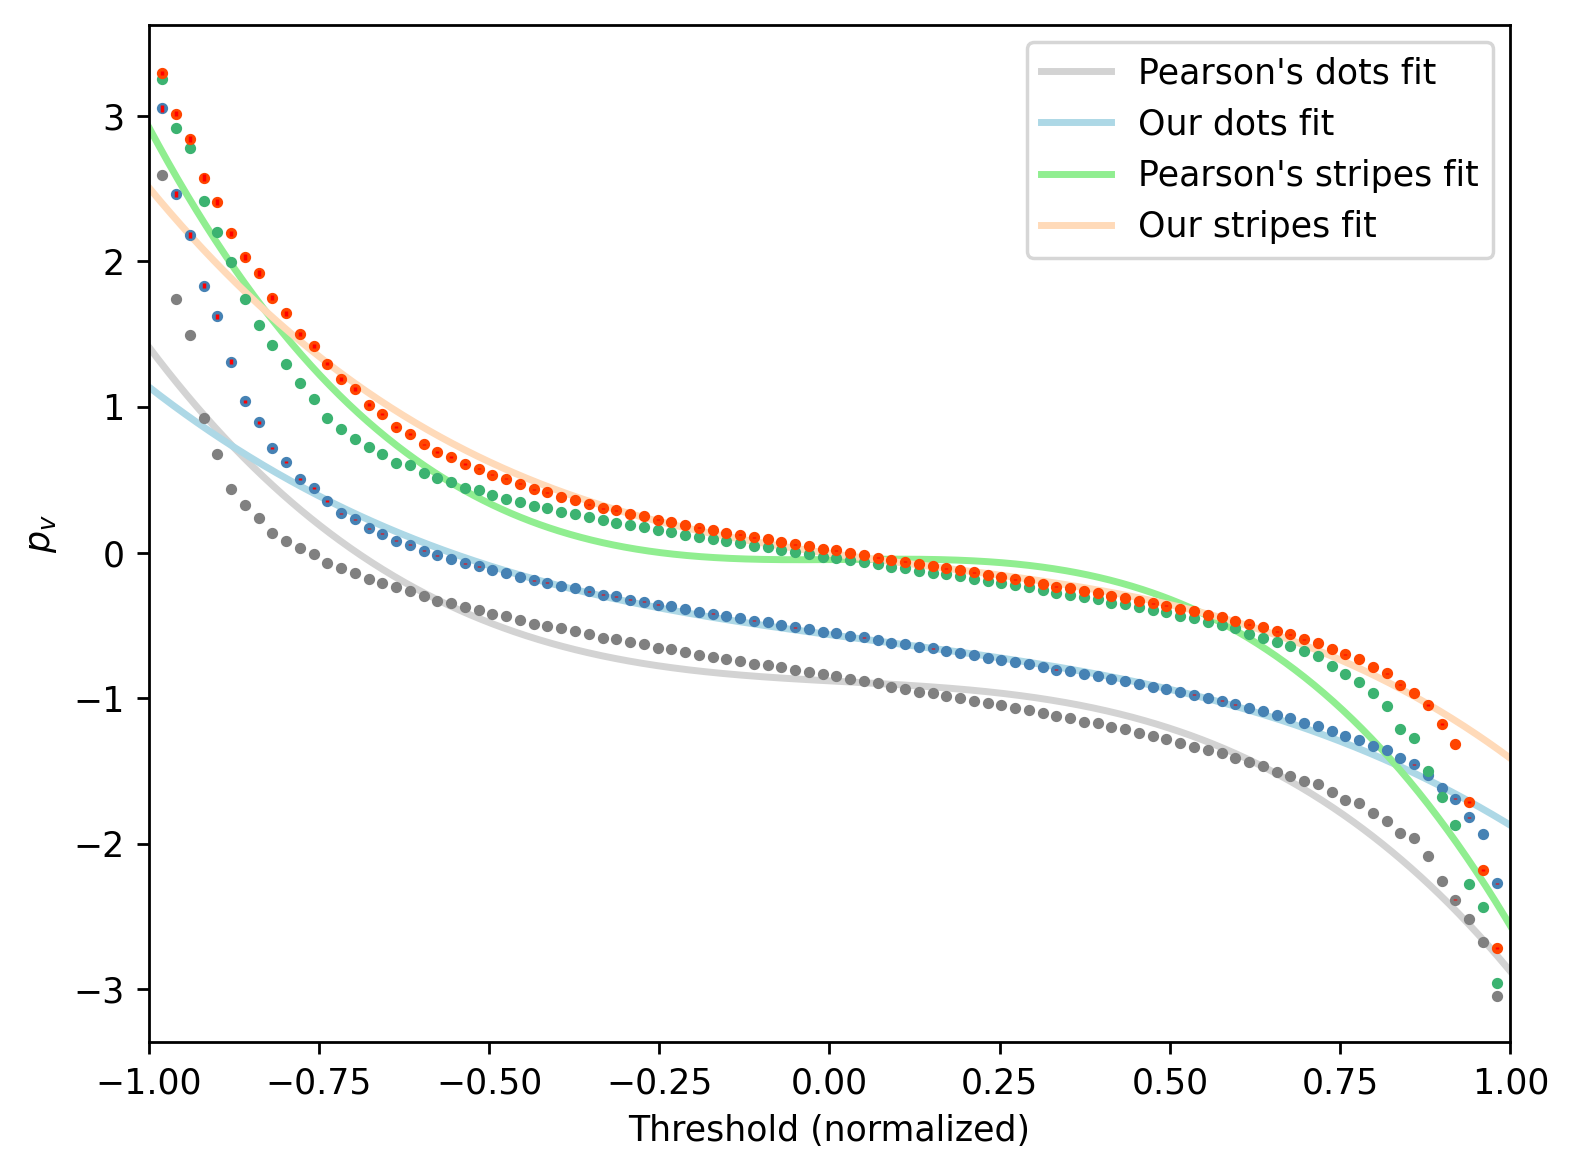 Pearson's dots fit
Our dots fit
Pearson's stripes fit
Our stripes fit
3
2
1
0
−1
−2
−3
p_v
−1.00 −0.75 −0.50 −0.25 0.00 0.25 0.50 0.75 1.00
Threshold (normalized)